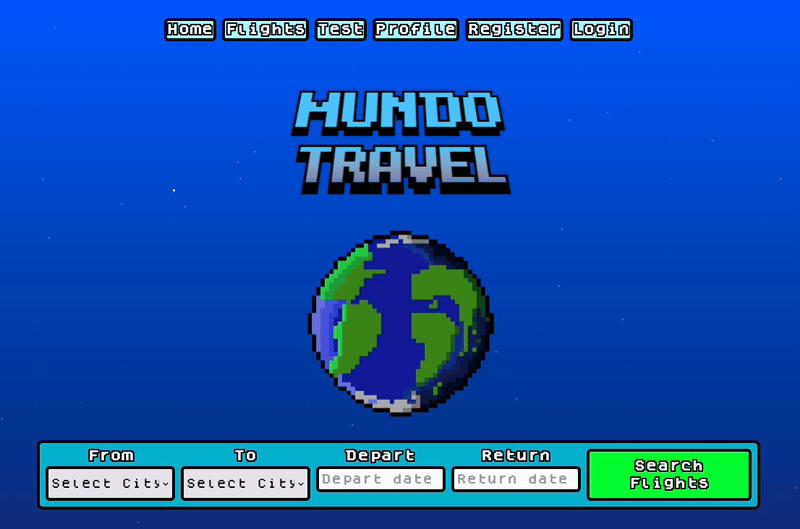 Home Flights Test Profile Register Login
MUNDO
TRAVEL
From To Depart Return
Select City Select City Depart date Return date
Search
Flights